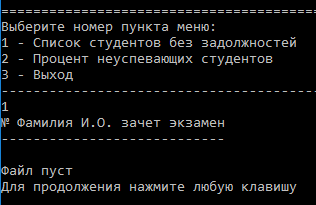 ========================================
Выберите номер пункта меню:
1 - Список студентов без задолжностей
2 - Процент неуспевающих студентов
3 - Выход
----------------------------------------
1
№ Фамилия И.О. зачет экзамен
----------------------------
Файл пуст
Для продолжения нажмите любую клавишу